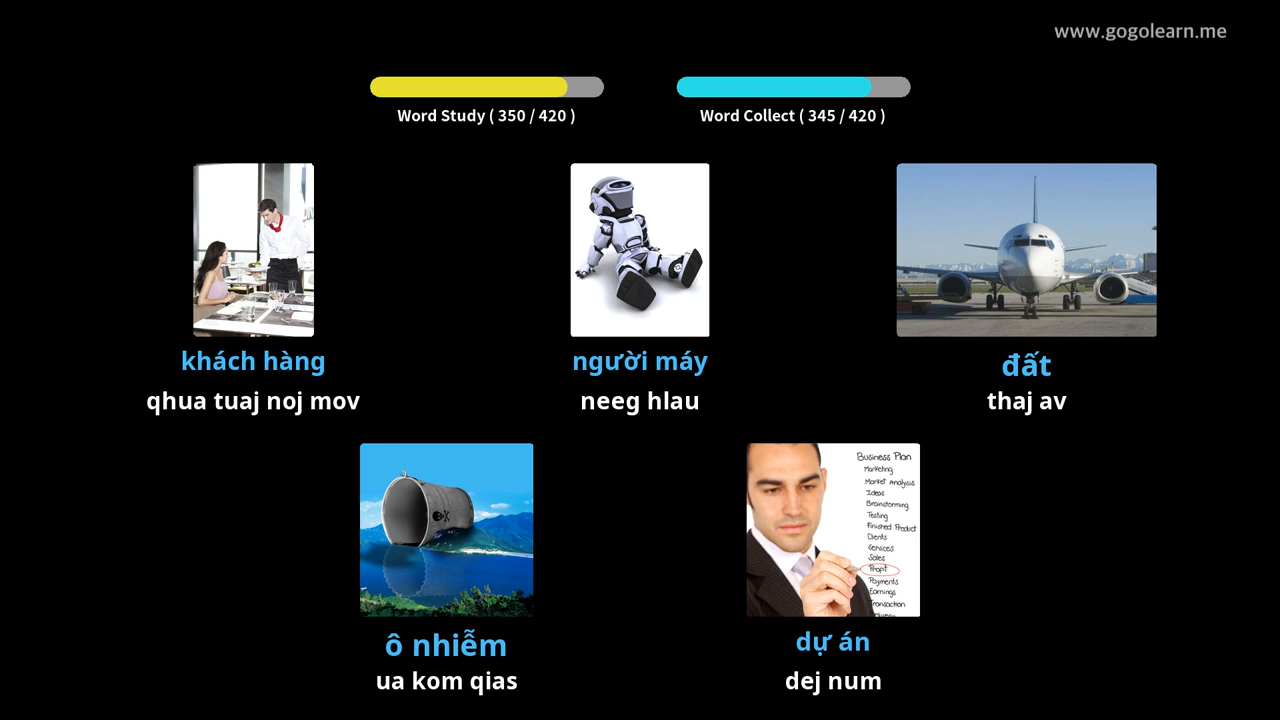 www.gogolearn.me
Word Study ( 350 / 420 )
Word Collect ( 345 / 420 )
khách hàng
qhua tuaj noj mov
người máy
neeg hlau
đất
thaj av
Business Plan
Marketing
Market Analysis
Ideas
Brainstorming
Testing
Finished Product
Clients
Services
Sales
Profit
Payments
Earnings
Transaction
ô nhiễm
ua kom qias
dự án
dej num